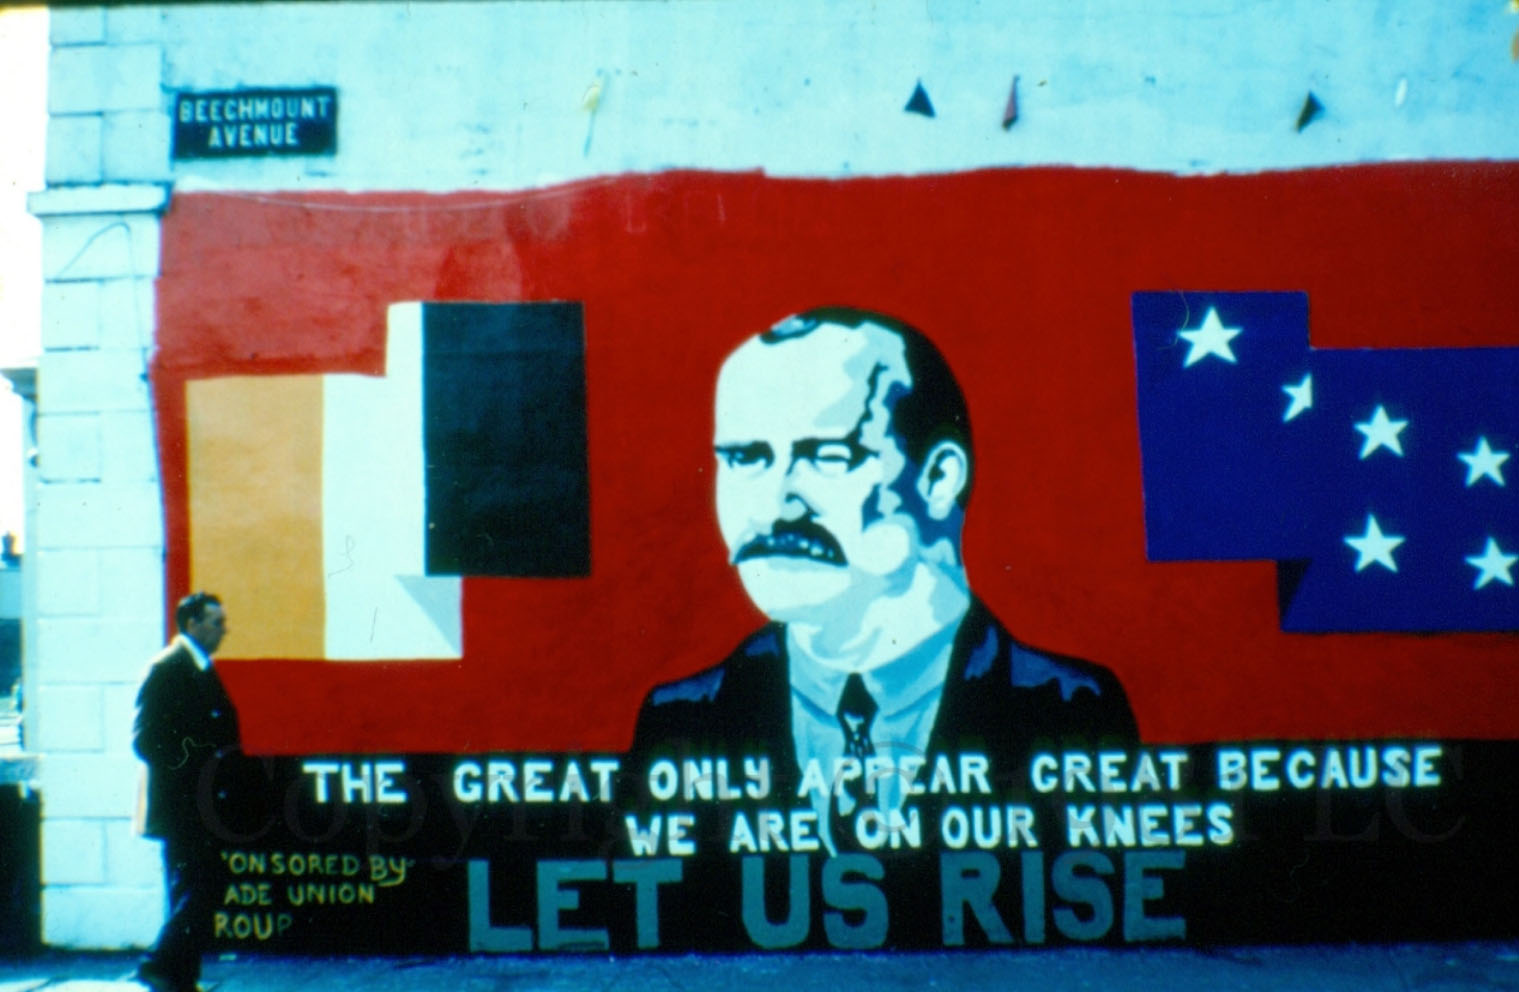 BEECHMOUNT
AVENUE
THE GREAT ONLY APPEAR GREAT BECAUSE
WE ARE ON OUR KNEES
LET US RISE
'ONSORED BY
ADE UNION
ROUP